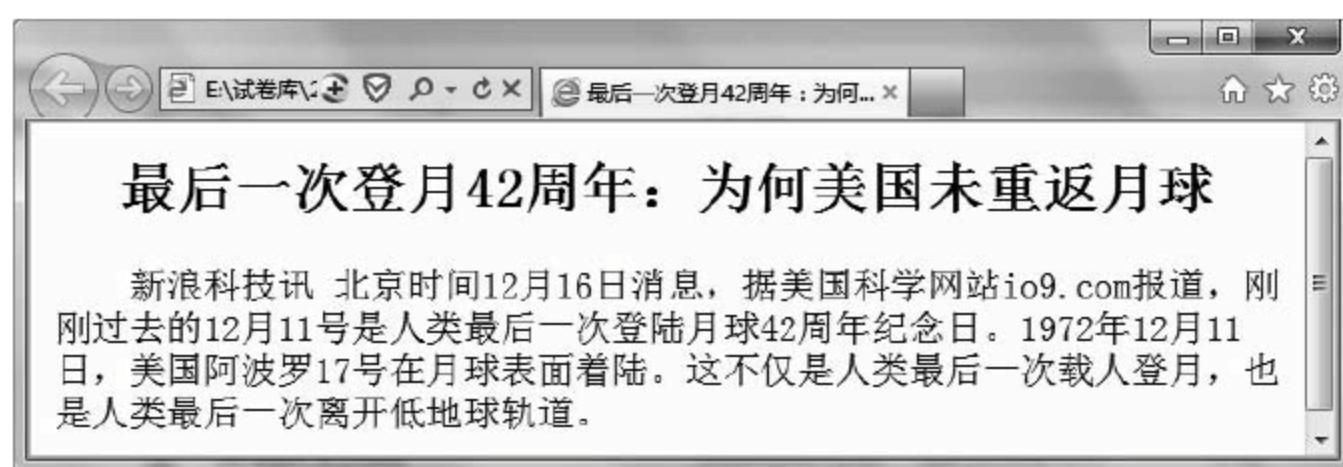 E:\试卷库\2
最后一次登月42周年：为何...
最后一次登月42周年：为何美国未重返月球
新浪科技讯 北京时间12月16日消息，据美国科学网站io9.com报道，刚
刚过去的12月11号是人类最后一次登陆月球42周年纪念日。1972年12月11
日，美国阿波罗17号在月球表面着陆。这不仅是人类最后一次载人登月，也
是人类最后一次离开低地球轨道。